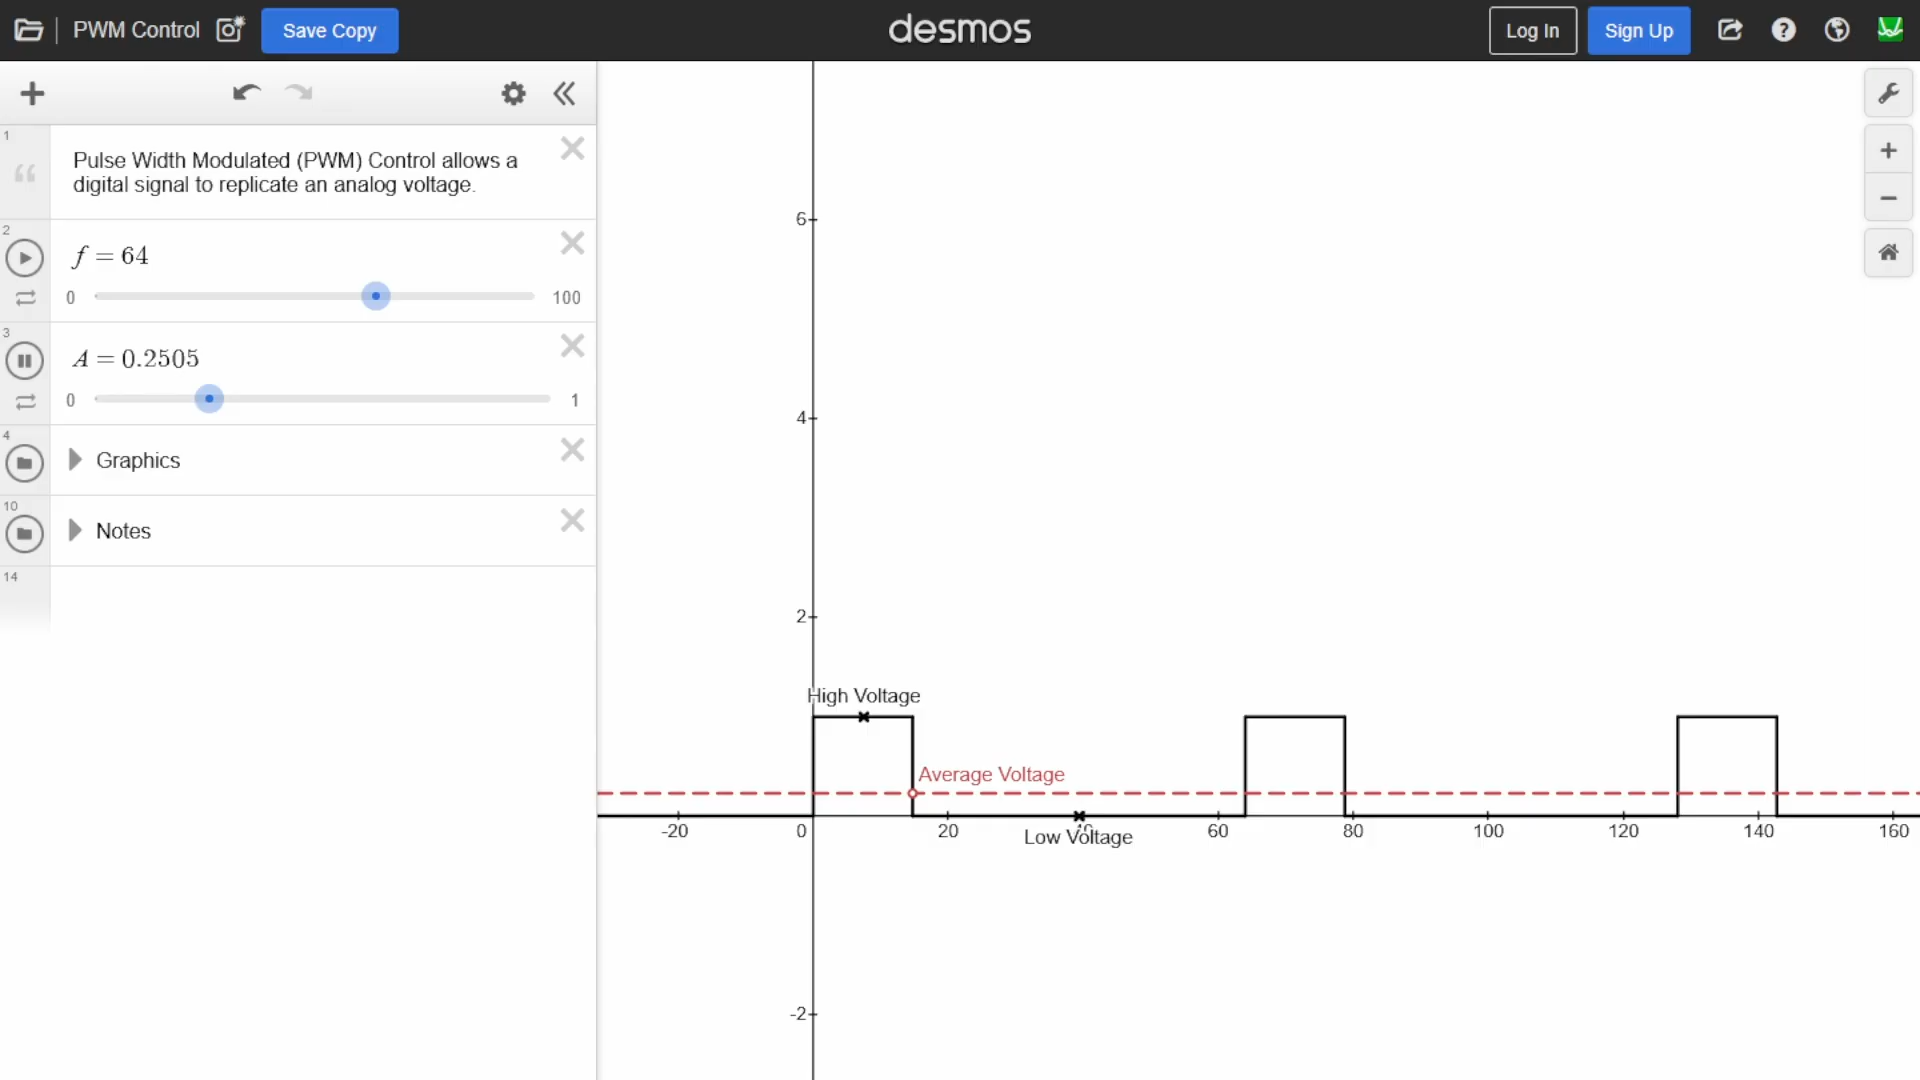 PWM Control
Save Copy
desmos
Log In
Sign Up
1
Pulse Width Modulated (PWM) Control allows a
digital signal to replicate an analog voltage.
2
f = 64
0
100
3
A = 0.2505
0
1
4
Graphics
10
Notes
14
6
4
2
High Voltage
Average Voltage
-20
0
20
40
60
80
100
120
140
160
Low Voltage
-2